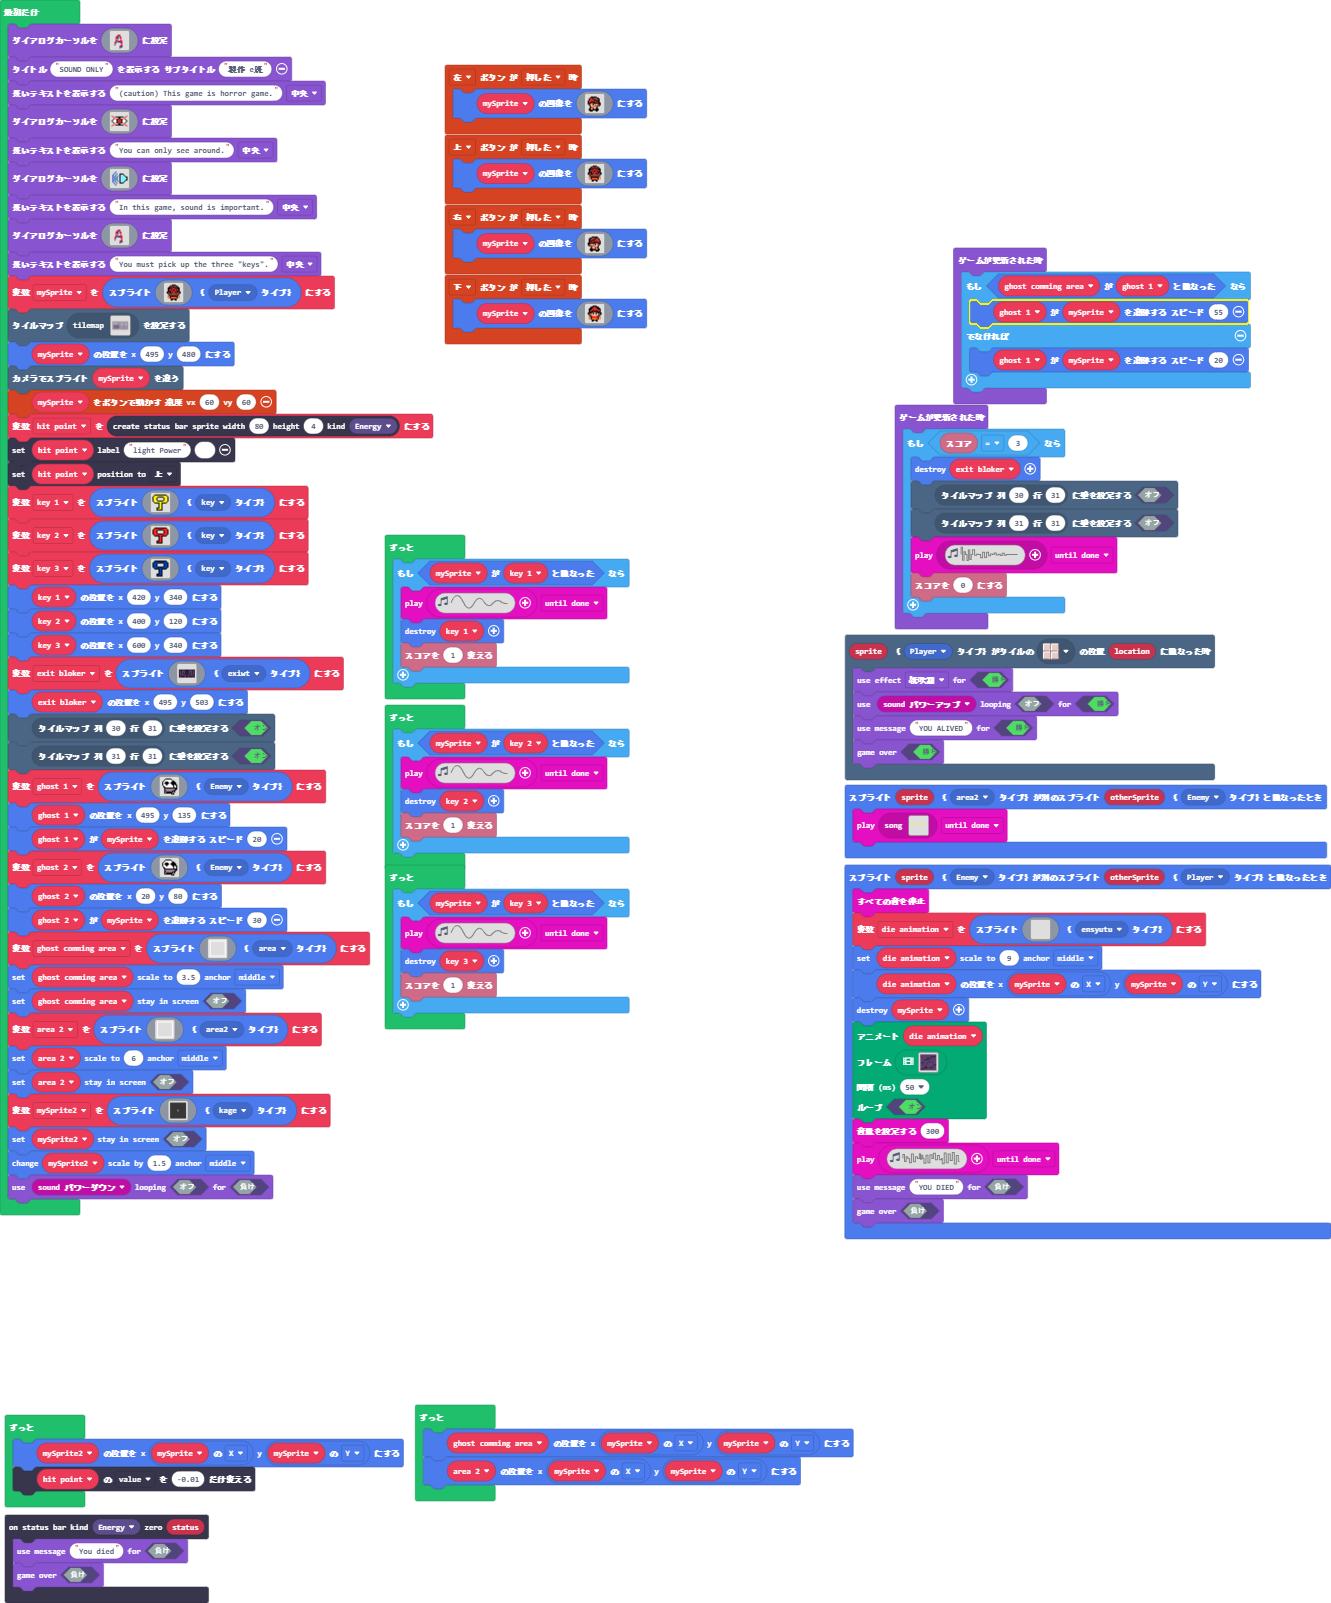 最初だけ
ダイアログカーソルを に設定
タイトル "SOUND ONLY" を表示する サブタイトル "製作 c班"
長いテキストを表示する "(caution) This game is horror game." 中央
ダイアログカーソルを に設定
長いテキストを表示する "You can only see around." 中央
ダイアログカーソルを に設定
長いテキストを表示する "In this game, sound is important." 中央
ダイアログカーソルを に設定
長いテキストを表示する "You must pick up the three "keys"." 中央
変数 mySprite を スプライト ( Player タイプ) にする
タイルマップ tilemap を設定する
mySprite の位置を x 495 y 480 にする
カメラでスプライト mySprite を追う
mySprite をボタンで動かす 速度 vx 60 vy 60
変数 hit point を create status bar sprite width 80 height 4 kind Energy にする
set hit point label "light Power"
set hit point position to 上
変数 key 1 を スプライト ( key タイプ) にする
変数 key 2 を スプライト ( key タイプ) にする
変数 key 3 を スプライト ( key タイプ) にする
key 1 の位置を x 420 y 340 にする
key 2 の位置を x 400 y 120 にする
key 3 の位置を x 600 y 340 にする
変数 exit bloker を スプライト ( exiwt タイプ) にする
exit bloker の位置を x 495 y 503 にする
タイルマップ 列 30 行 31 に壁を設定する オン
タイルマップ 列 31 行 31 に壁を設定する オン
変数 ghost 1 を スプライト ( Enemy タイプ) にする
ghost 1 の位置を x 495 y 135 にする
ghost 1 が mySprite を追跡する スピード 20
変数 ghost 2 を スプライト ( Enemy タイプ) にする
ghost 2 の位置を x 20 y 80 にする
ghost 2 が mySprite を追跡する スピード 30
変数 ghost comming area を スプライト ( area タイプ) にする
set ghost comming area scale to 3.5 anchor middle
set ghost comming area stay in screen オフ
変数 area 2 を スプライト ( area2 タイプ) にする
set area 2 scale to 6 anchor middle
set area 2 stay in screen オフ
変数 mySprite2 を スプライト ( kage タイプ) にする
set mySprite2 stay in screen オフ
change mySprite2 scale by 1.5 anchor middle
use sound パワーダウン looping オフ for 負け
左 ボタン が 押した 時
mySprite の画像を にする
上 ボタン が 押した 時
mySprite の画像を にする
右 ボタン が 押した 時
mySprite の画像を にする
下 ボタン が 押した 時
mySprite の画像を にする
ずっと
もし mySprite が key 1 と重なった なら
play until done
destroy key 1
スコアを 1 変える
ずっと
もし mySprite が key 2 と重なった なら
play until done
destroy key 2
スコアを 1 変える
ずっと
もし mySprite が key 3 と重なった なら
play until done
destroy key 3
スコアを 1 変える
ゲームが更新された時
もし ghost comming area が ghost 1 と重なった なら
ghost 1 が mySprite を追跡する スピード 55
でなければ
ghost 1 が mySprite を追跡する スピード 20
ゲームが更新された時
もし スコア = 3 なら
destroy exit bloker
タイルマップ 列 30 行 31 に壁を設定する オフ
タイルマップ 列 31 行 31 に壁を設定する オフ
play until done
スコアを 0 にする
sprite ( Player タイプ) がタイルの の位置 location に重なった時
use effect 紙吹雪 for 勝ち
use sound パワーアップ looping オフ for 勝ち
use message "YOU ALIVED" for 勝ち
game over 勝ち
スプライト sprite ( area2 タイプ) が別のスプライト otherSprite ( Enemy タイプ) と重なったとき
play song until done
スプライト sprite ( Enemy タイプ) が別のスプライト otherSprite ( Player タイプ) と重なったとき
すべての音を停止
変数 die animation を スプライト ( ensyutu タイプ) にする
set die animation scale to 9 anchor middle
die animation の位置を x mySprite の X y mySprite の Y にする
destroy mySprite
アニメート die animation
フレーム
間隔 (ms) 50
ループ オン
音量を設定する 300
play until done
use message "YOU DIED" for 負け
game over 負け
ずっと
mySprite2 の位置を x mySprite の X y mySprite の Y にする
hit point の value を -0.01 だけ変える
on status bar kind Energy zero status
use message "You died" for 負け
game over 負け
ずっと
ghost comming area の位置を x mySprite の X y mySprite の Y にする
area 2 の位置を x mySprite の X y mySprite の Y にする